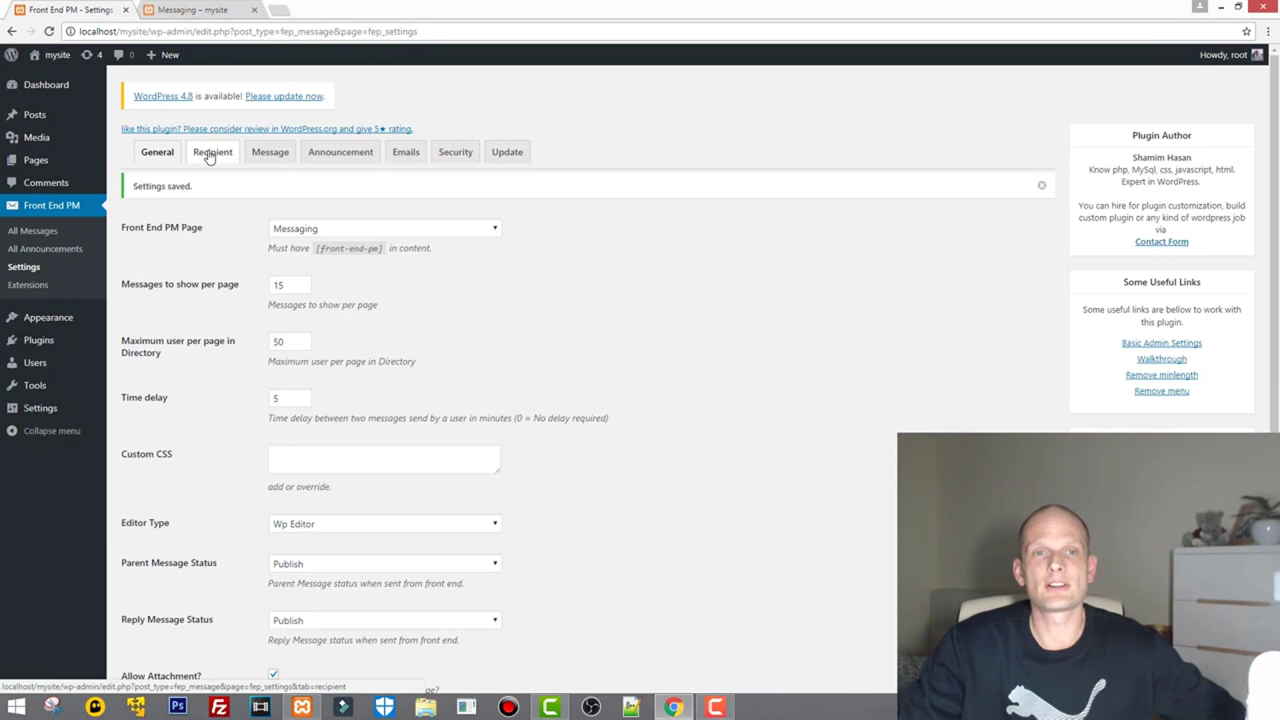 Front End PM - Settings
Messaging – mysite
localhost/mysite/wp-admin/edit.php?post_type=fep_message&page=fep_settings
mysite
4
0
New
Howdy, root
Dashboard
Posts
Media
Pages
Comments
Front End PM
All Messages
All Announcements
Settings
Extensions
Appearance
Plugins
Users
Tools
Settings
Collapse menu
WordPress 4.8 is available! Please update now.
like this plugin? Please consider review in WordPress.org and give 5★ rating.
General
Recipient
Message
Announcement
Emails
Security
Update
Settings saved.
Front End PM Page
Messaging
Must have [front-end-pm] in content.
Messages to show per page
15
Messages to show per page
Maximum user per page in
Directory
50
Maximum user per page in Directory
Time delay
5
Time delay between two messages send by a user in minutes (0 = No delay required)
Custom CSS
add or override.
Editor Type
Wp Editor
Parent Message Status
Publish
Parent Message status when sent from front end.
Reply Message Status
Publish
Reply Message status when sent from front end.
Allow Attachment?
Plugin Author
Shamim Hasan
Know php, MySql, css, javascript, html.
Expert in WordPress.
You can hire for plugin customization, build
custom plugin or any kind of wordpress job
via
Contact Form
Some Useful Links
Some useful links are bellow to work with
this plugin.
Basic Admin Settings
Walkthrough
Remove minlength
Remove menu
localhost/mysite/wp-admin/edit.php?post_type=fep_message&page=fep_settings&tab=recipient